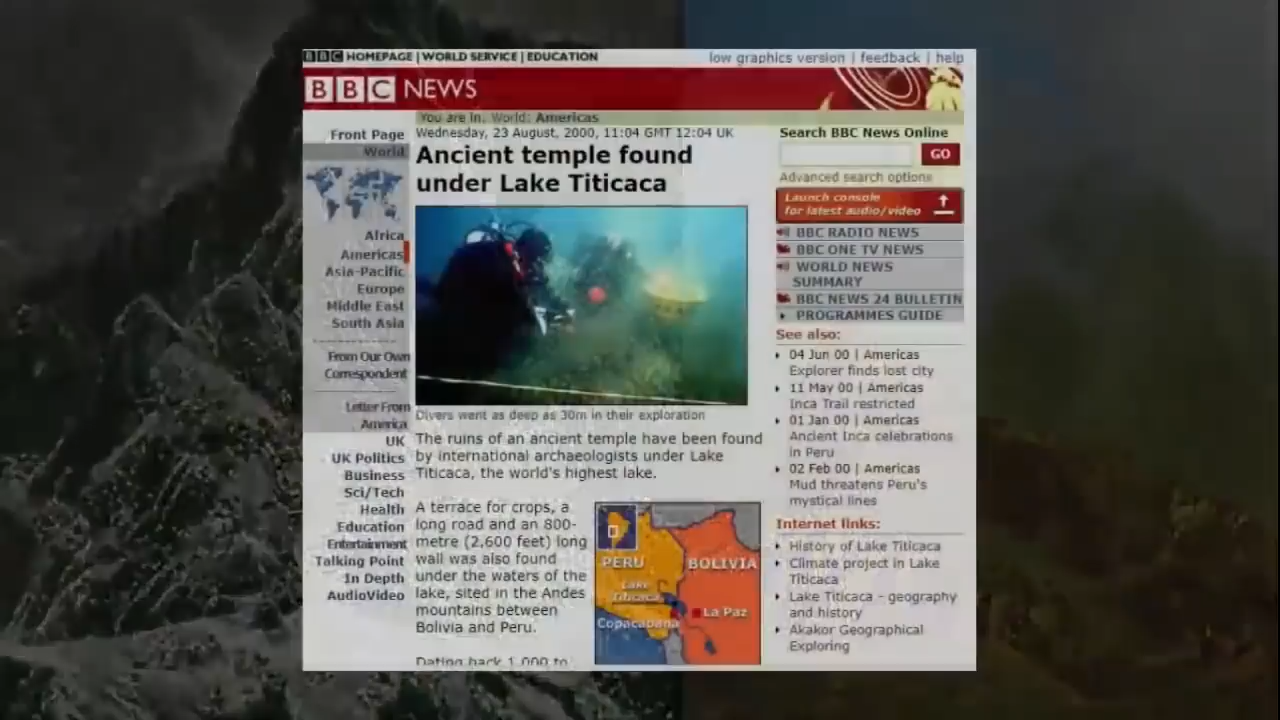 BBC HOMEPAGE | WORLD SERVICE | EDUCATION
low graphics version | feedback | help
BBC NEWS
You are in: World: Americas
Front Page
World
Africa
Americas
Asia-Pacific
Europe
Middle East
South Asia
From Our Own
Correspondent
Letter From
America
UK
UK Politics
Business
Sci/Tech
Health
Education
Entertainment
Talking Point
In Depth
AudioVideo
Wednesday, 23 August, 2000, 11:04 GMT 12:04 UK
Ancient temple found
under Lake Titicaca
Divers went as deep as 30m in their exploration
The ruins of an ancient temple have been found
by international archaeologists under Lake
Titicaca, the world's highest lake.
A terrace for crops, a
long road and an 800-
metre (2,600 feet) long
wall was also found
under the waters of the
lake, sited in the Andes
mountains between
Bolivia and Peru.
Dating back 1,000 to
PERU
BOLIVIA
Lake
Titicaca
La Paz
Copacabana
Search BBC News Online
GO
Advanced search options
Launch console
for latest audio/video
BBC RADIO NEWS
BBC ONE TV NEWS
WORLD NEWS
SUMMARY
BBC NEWS 24 BULLETIN
PROGRAMMES GUIDE
See also:
04 Jun 00 | Americas
Explorer finds lost city
11 May 00 | Americas
Inca Trail restricted
01 Jan 00 | Americas
Ancient Inca celebrations
in Peru
02 Feb 00 | Americas
Mud threatens Peru's
mystical lines
Internet links:
History of Lake Titicaca
Climate project in Lake
Titicaca
Lake Titicaca - geography
and history
Akakor Geographical
Exploring